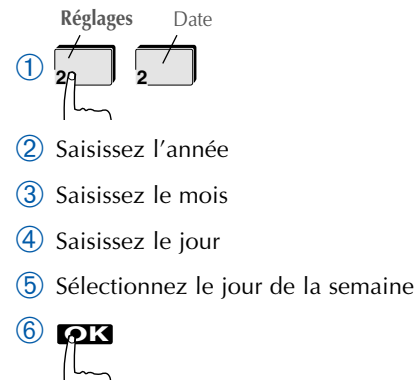 Réglages Date
① 2 2
② Saisissez l'année
③ Saisissez le mois
④ Saisissez le jour
⑤ Sélectionnez le jour de la semaine
⑥ OK